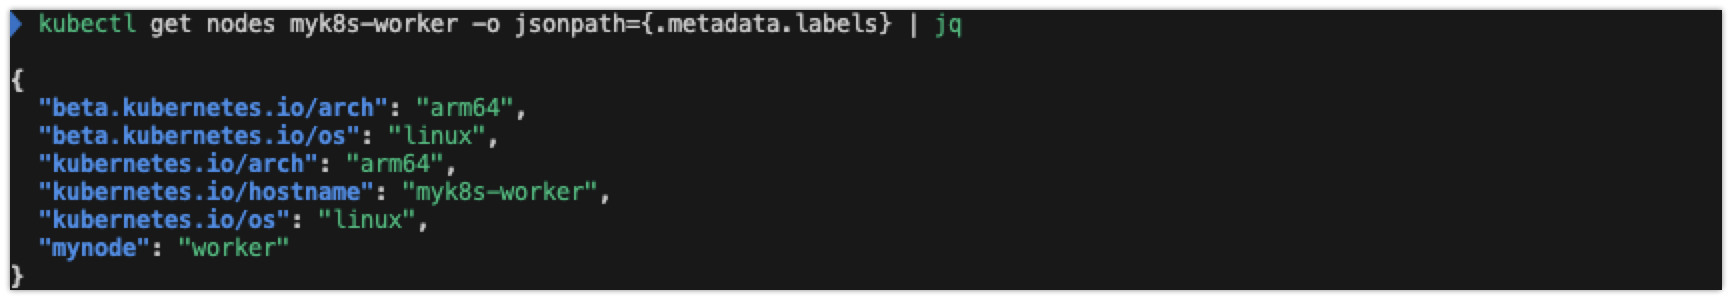 kubectl get nodes myk8s-worker -o jsonpath={.metadata.labels} | jq
{
"beta.kubernetes.io/arch": "arm64",
"beta.kubernetes.io/os": "linux",
"kubernetes.io/arch": "arm64",
"kubernetes.io/hostname": "myk8s-worker",
"kubernetes.io/os": "linux",
"mynode": "worker"
}